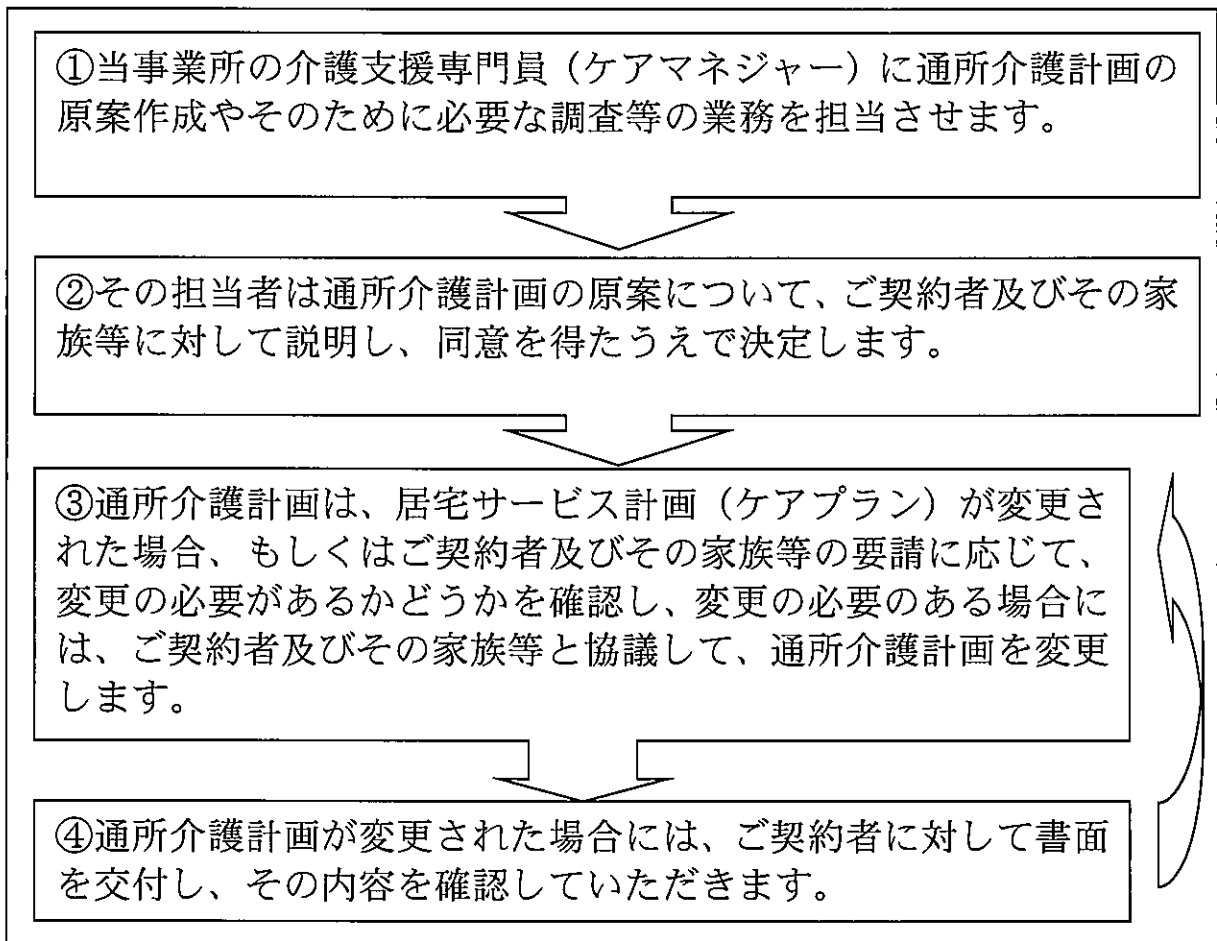 ①当事業所の介護支援専門員（ケアマネジャー）に通所介護計画の
原案作成やそのために必要な調査等の業務を担当させます。
②その担当者は通所介護計画の原案について、ご契約者及びその家
族等に対して説明し、同意を得たうえで決定します。
③通所介護計画は、居宅サービス計画（ケアプラン）が変更さ
れた場合、もしくはご契約者及びその家族等の要請に応じて、
変更の必要があるかどうかを確認し、変更の必要のある場合に
は、ご契約者及びその家族等と協議して、通所介護計画を変更
します。
④通所介護計画が変更された場合には、ご契約者に対して書面
を交付し、その内容を確認していただきます。